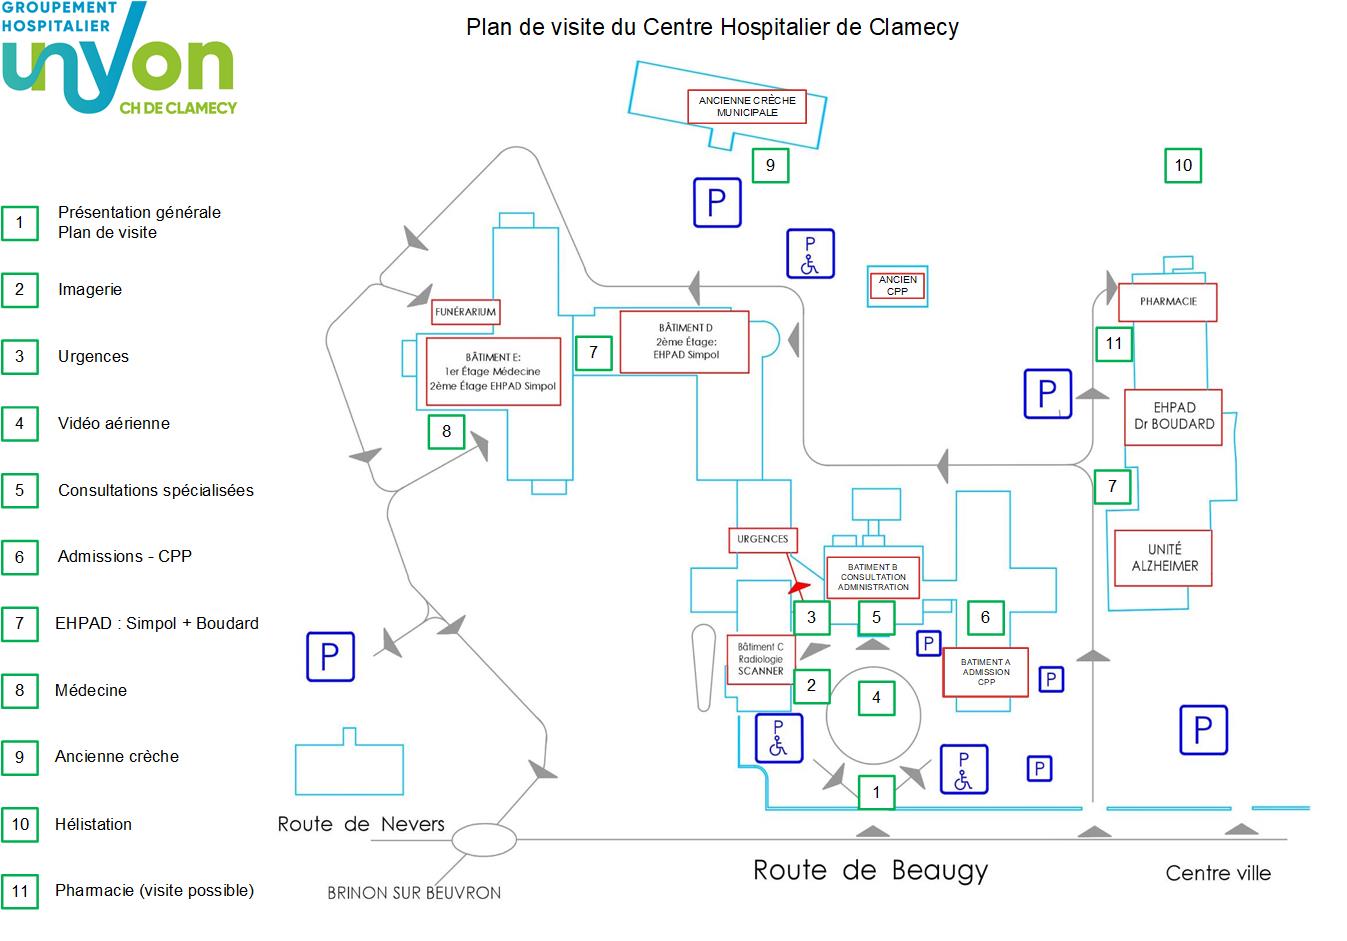 GROUPEMENT
HOSPITALIER
unyon
CH DE CLAMECY
Plan de visite du Centre Hospitalier de Clamecy
1
Présentation générale
Plan de visite
2
Imagerie
3
Urgences
4
Vidéo aérienne
5
Consultations spécialisées
6
Admissions - CPP
7
EHPAD : Simpol + Boudard
8
Médecine
9
Ancienne crèche
10
Hélistation
11
Pharmacie (visite possible)
ANCIENNE CRÈCHE
MUNICIPALE
9
10
P
P
ANCIEN
CPP
PHARMACIE
FUNÉRARIUM
BÂTIMENT D
2ème Étage:
EHPAD Simpol
7
11
BÂTIMENT E:
1er Étage Médecine
2ème Étage EHPAD Simpol
P
EHPAD
Dr BOUDARD
8
7
URGENCES
UNITÉ
ALZHEIMER
BATIMENT B
CONSULTATION
ADMINISTRATION
3
5
6
P
P
Bâtiment C
Radiologie
SCANNER
BATIMENT A
ADMISSION
CPP
P
2
4
P
P
P
P
1
Route de Nevers
Route de Beaugy
Centre ville
BRINON SUR BEUVRON